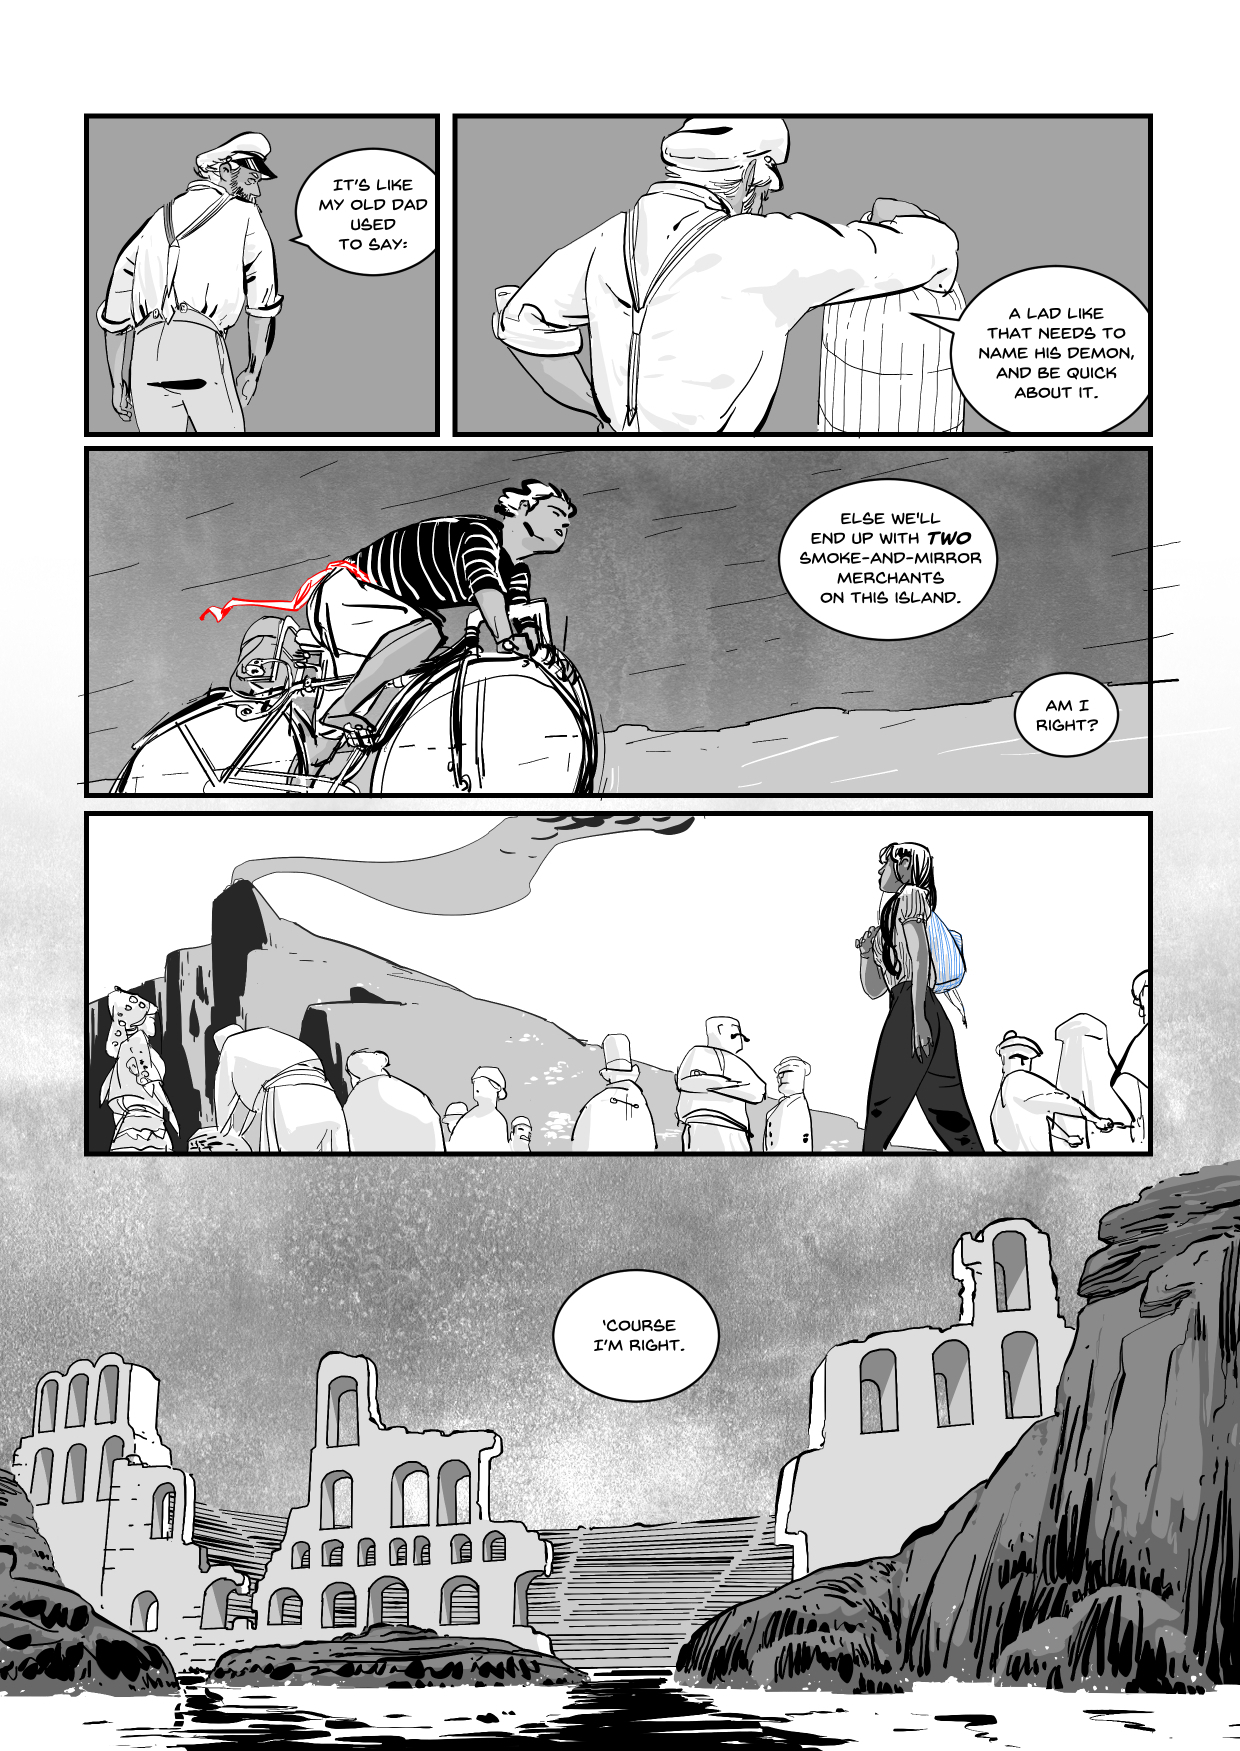 IT'S LIKE
MY OLD DAD
USED
TO SAY:
A LAD LIKE
THAT NEEDS TO
NAME HIS DEMON,
AND BE QUICK
ABOUT IT.
ELSE WE'LL
END UP WITH TWO
SMOKE-AND-MIRROR
MERCHANTS
ON THIS ISLAND.
AM I
RIGHT?
'COURSE
I'M RIGHT.